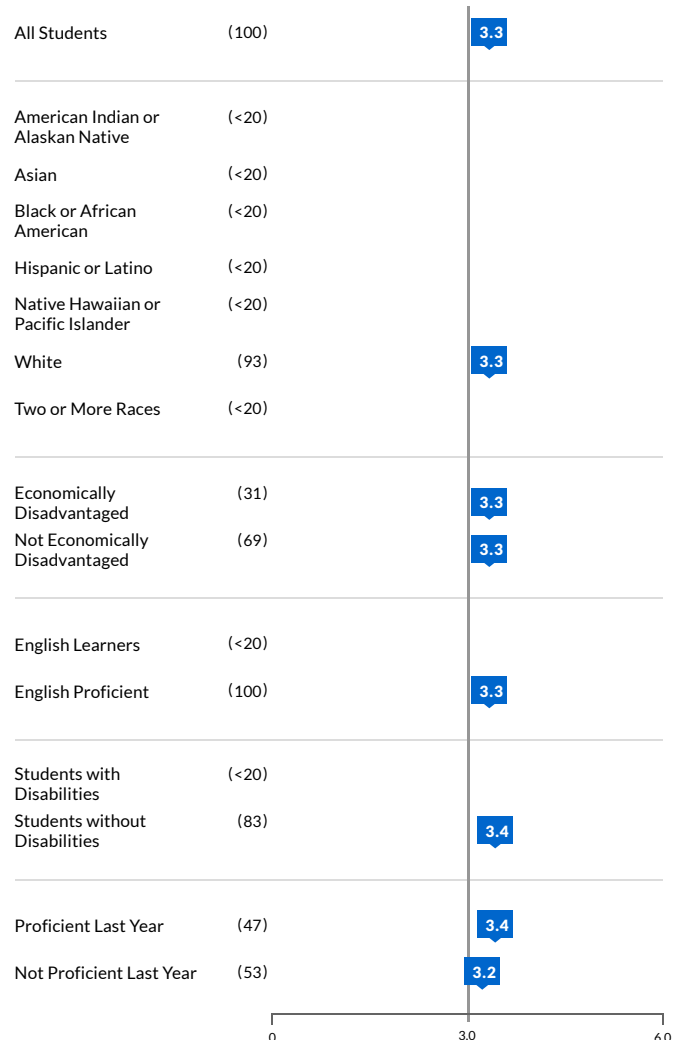 All Students (100) 3.3
American Indian or (<20)
Alaskan Native
Asian (<20)
Black or African (<20)
American
Hispanic or Latino (<20)
Native Hawaiian or (<20)
Pacific Islander
White (93) 3.3
Two or More Races (<20)
Economically (31) 3.3
Disadvantaged
Not Economically (69) 3.3
Disadvantaged
English Learners (<20)
English Proficient (100) 3.3
Students with (<20)
Disabilities
Students without (83) 3.4
Disabilities
Proficient Last Year (47) 3.4
Not Proficient Last Year (53) 3.2
0 3.0 6.0